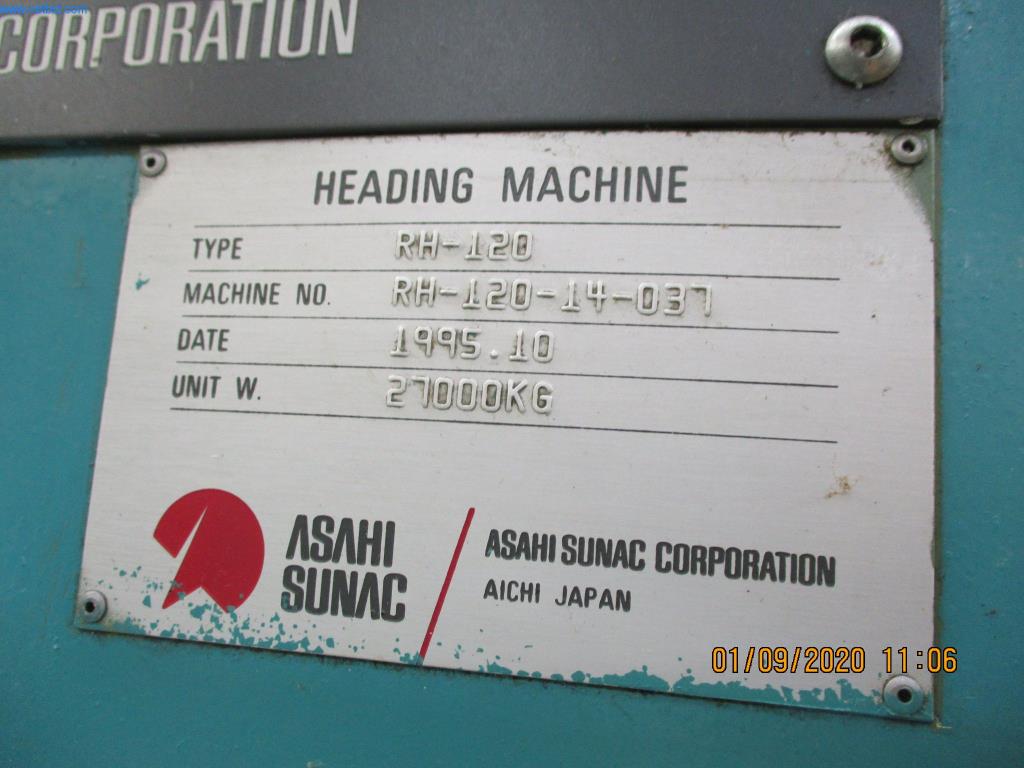 CORPORATION
HEADING MACHINE
TYPE RH-120
MACHINE NO. RH-120-14-037
DATE 1995.10
UNIT W. 27000KG
ASAHI
SUNAC
ASAHI SUNAC CORPORATION
AICHI JAPAN
01/09/2020 11:06